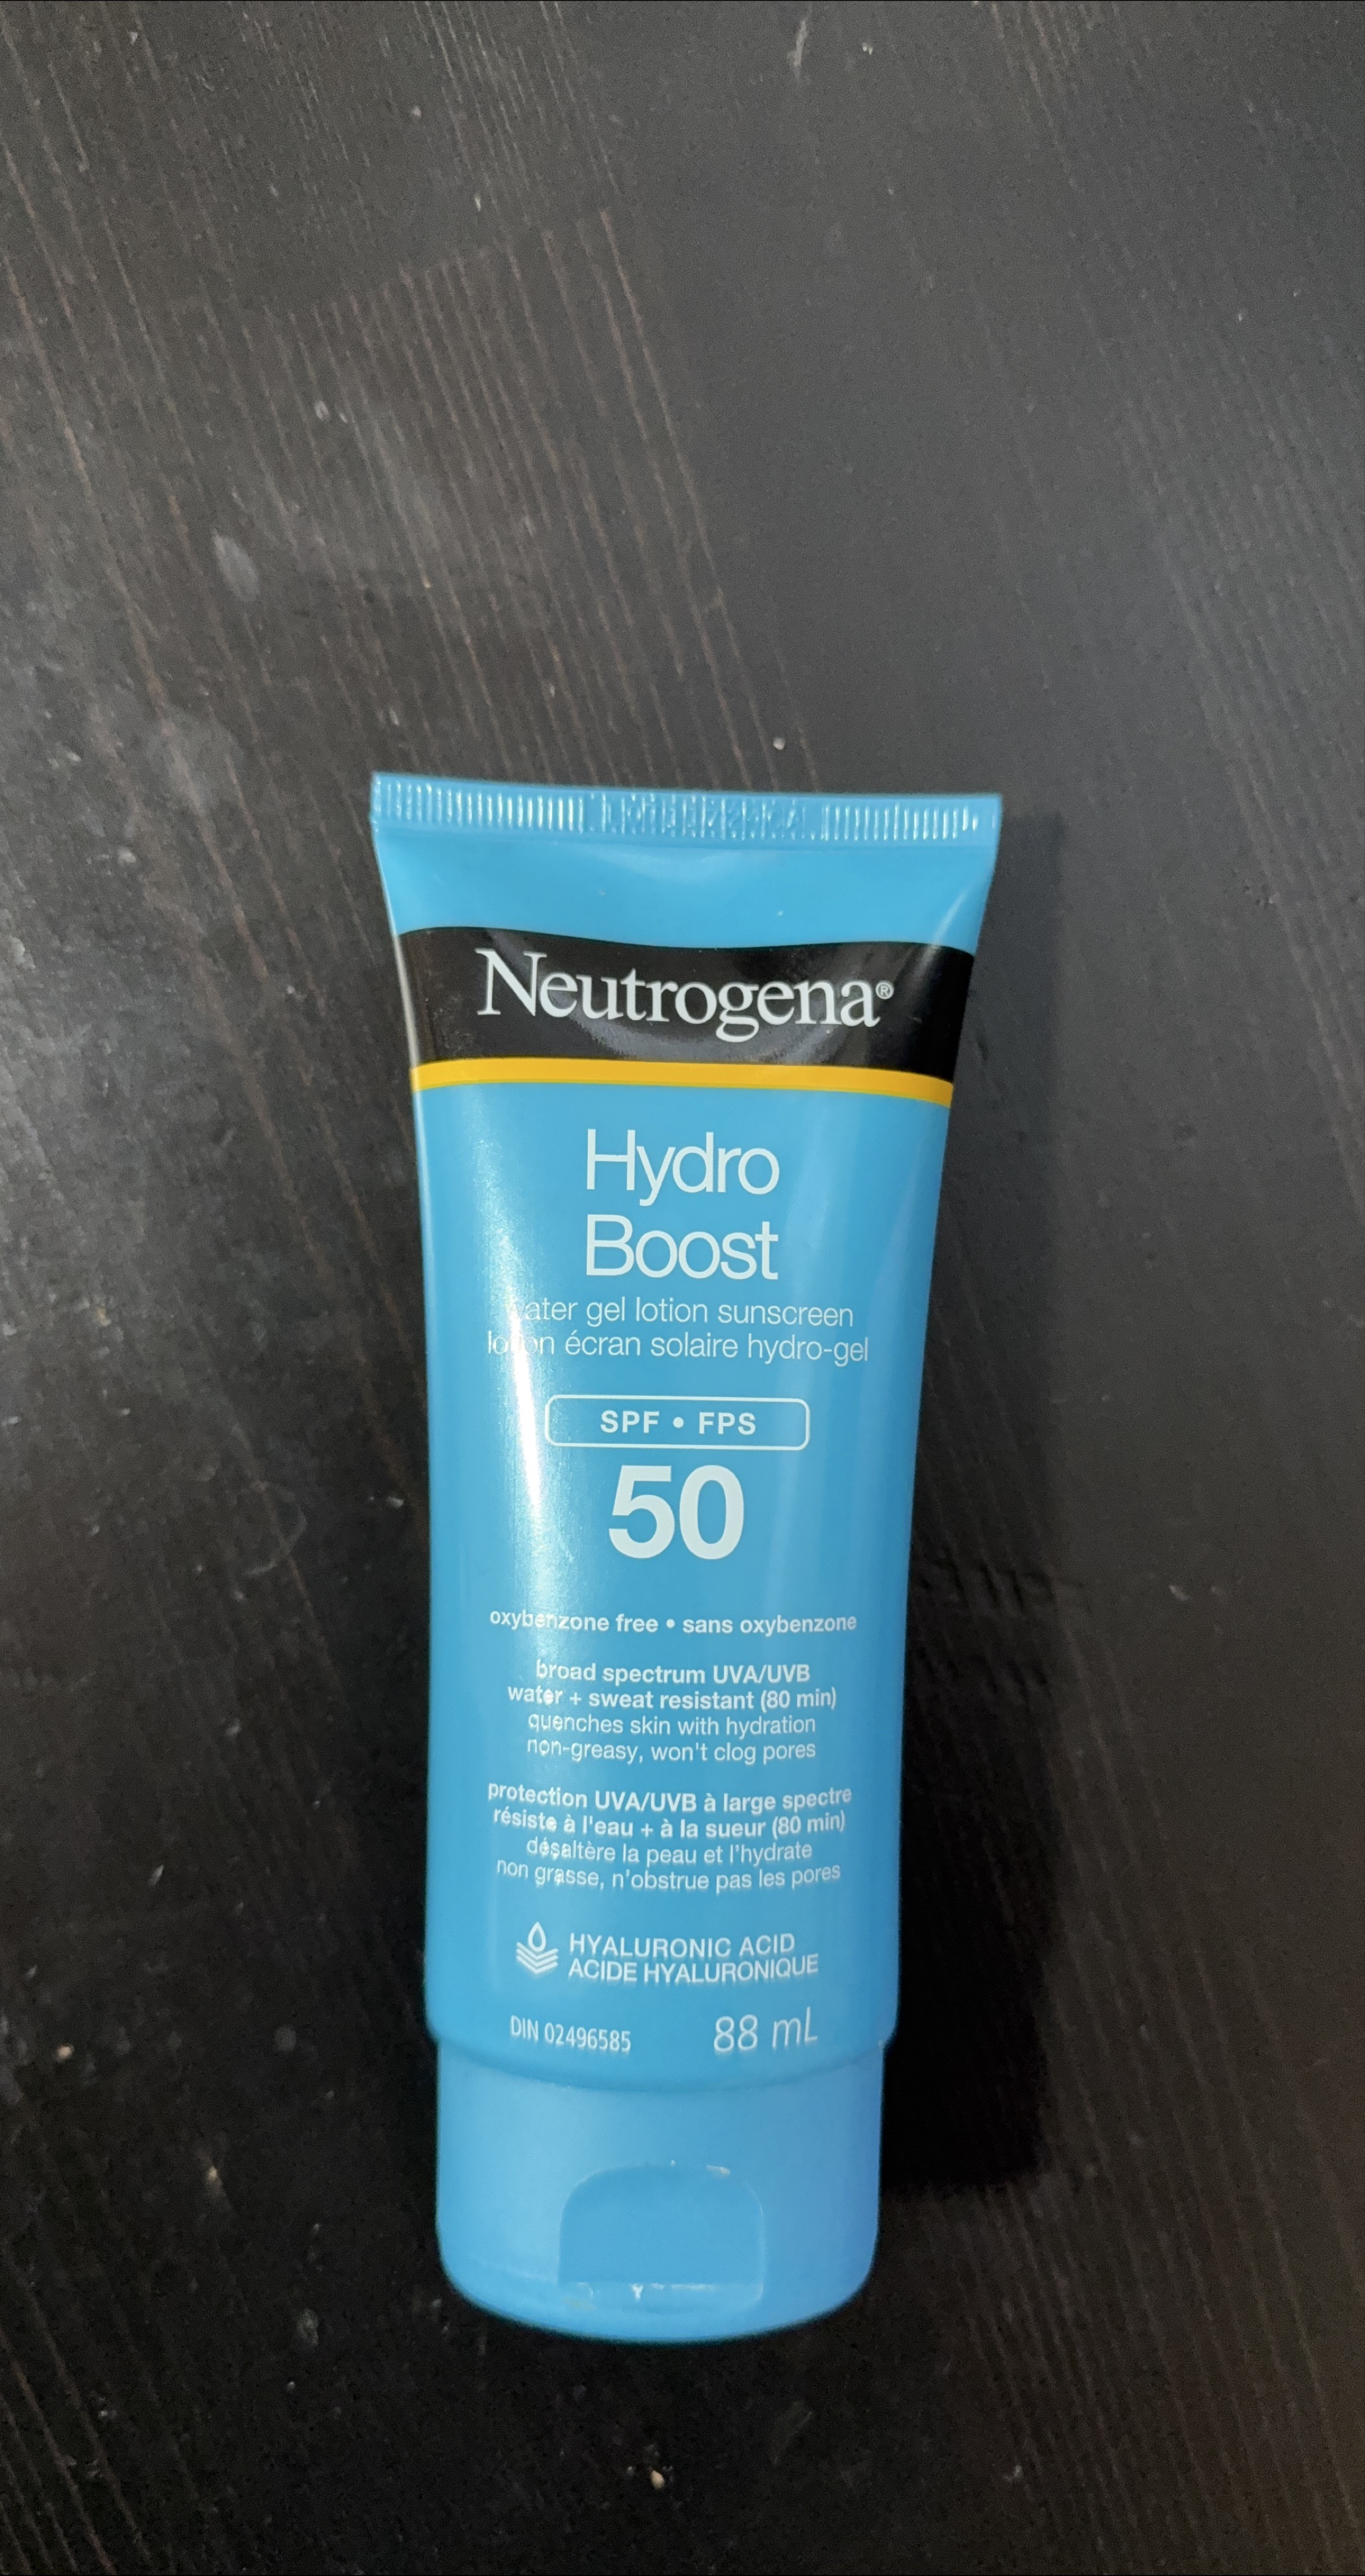 Neutrogena®
Hydro
Boost
water gel lotion sunscreen
lotion écran solaire hydro-gel
SPF • FPS
50
oxybenzone free • sans oxybenzone
broad spectrum UVA/UVB
water + sweat resistant (80 min)
quenches skin with hydration
non-greasy, won't clog pores
protection UVA/UVB à large spectre
résiste à l'eau + à la sueur (80 min)
désaltère la peau et l'hydrate
non grasse, n'obstrue pas les pores
HYALURONIC ACID
ACIDE HYALURONIQUE
DIN 02496585 88 mL